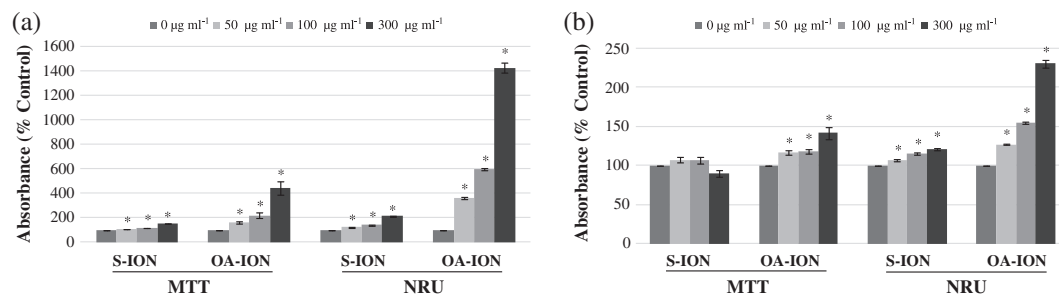 (a)
0 µg ml⁻¹ 50 µg ml⁻¹ 100 µg ml⁻¹ 300 µg ml⁻¹
Absorbance (% Control)
1600
1400
1200
1000
800
600
400
200
0
* * * * * * * * * * * *
S-ION OA-ION S-ION OA-ION
MTT NRU
(b)
0 µg ml⁻¹ 50 µg ml⁻¹ 100 µg ml⁻¹ 300 µg ml⁻¹
Absorbance (% Control)
250
200
150
100
50
0
* * * * * * * * *
S-ION OA-ION S-ION OA-ION
MTT NRU